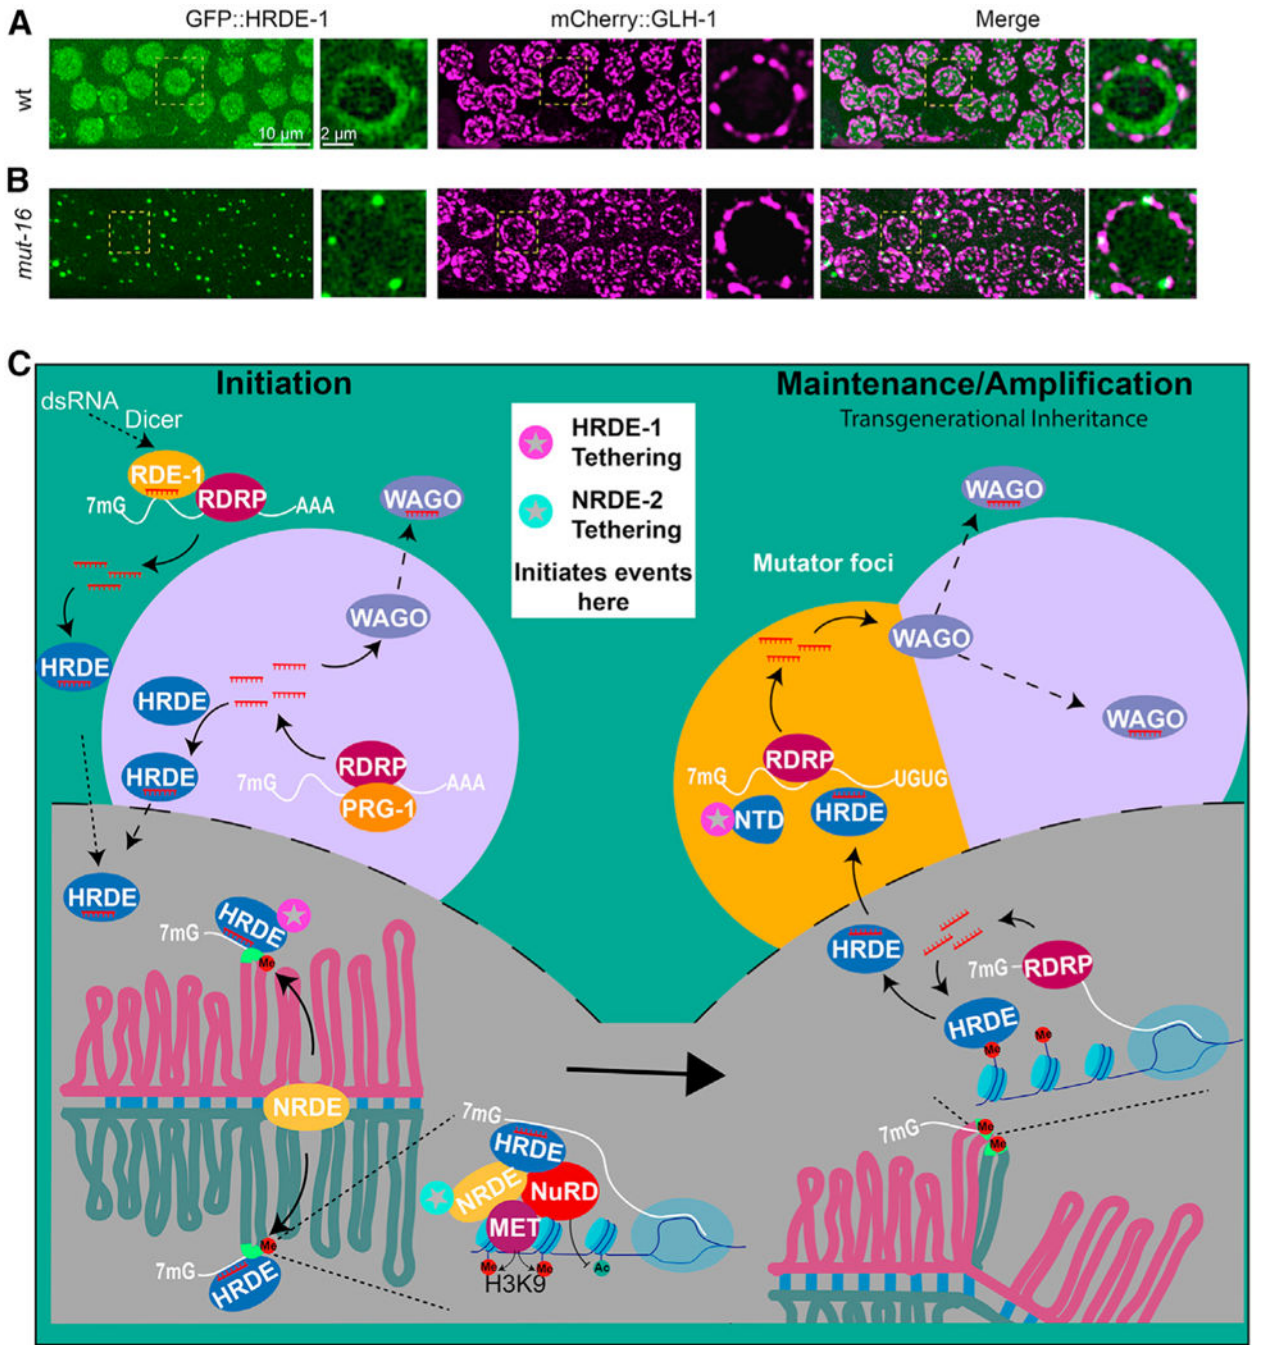 A
GFP::HRDE-1
mCherry::GLH-1
Merge
wt
10 µm
2 µm
B
mut-16
C
Initiation
dsRNA
Dicer
RDE-1
RDRP
7mG
AAA
WAGO
WAGO
HRDE
HRDE
HRDE
RDRP
7mG
AAA
PRG-1
HRDE
HRDE-1
Tethering
NRDE-2
Tethering
Initiates events
here
Maintenance/Amplification
Transgenerational Inheritance
WAGO
Mutator foci
WAGO
WAGO
RDRP
7mG
UGUG
NTD
HRDE
HRDE
7mG
RDRP
HRDE
Me
Me
7mG
Me
Me
HRDE
7mG
Me
NRDE
Me
7mG
HRDE
7mG
HRDE
NRDE
NuRD
MET
Me
Me
Ac
H3K9